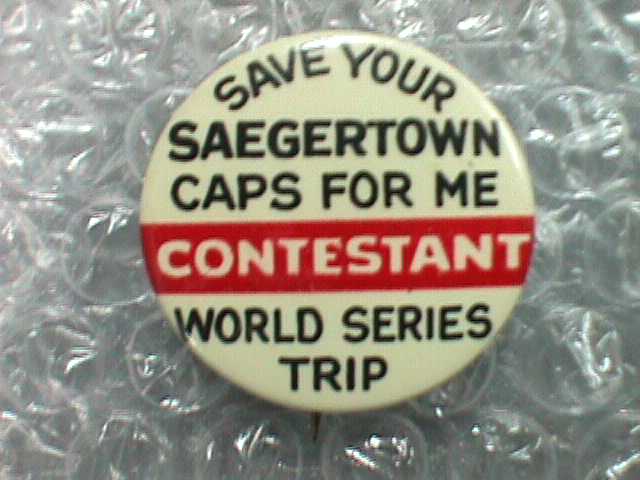 SAVE YOUR
SAEGERTOWN
CAPS FOR ME
CONTESTANT
WORLD SERIES
TRIP